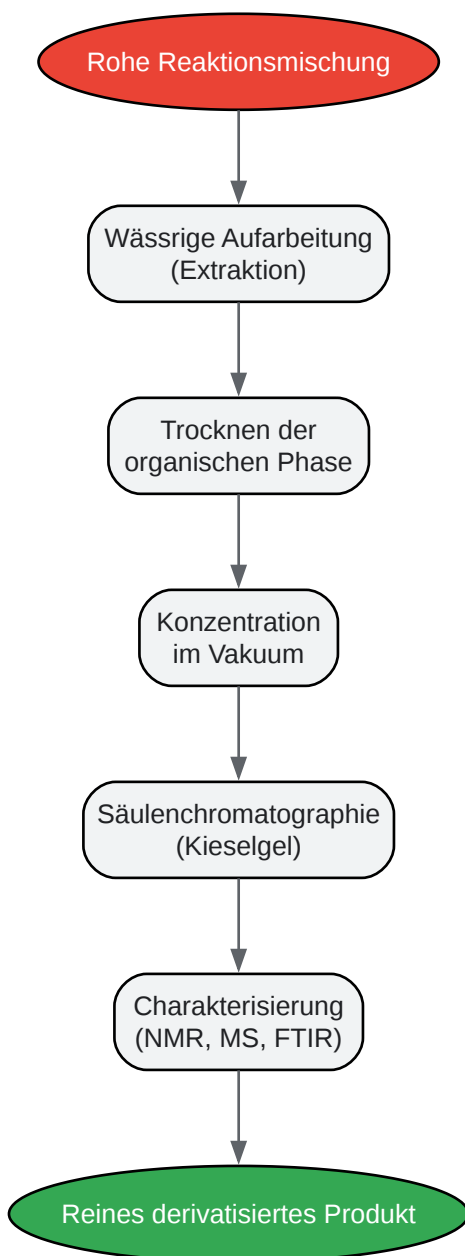 Rohe Reaktionsmischung
Wässrige Aufarbeitung
(Extraktion)
Trocknen der
organischen Phase
Konzentration
im Vakuum
Säulenchromatographie
(Kieselgel)
Charakterisierung
(NMR, MS, FTIR)
Reines derivatisiertes Produkt